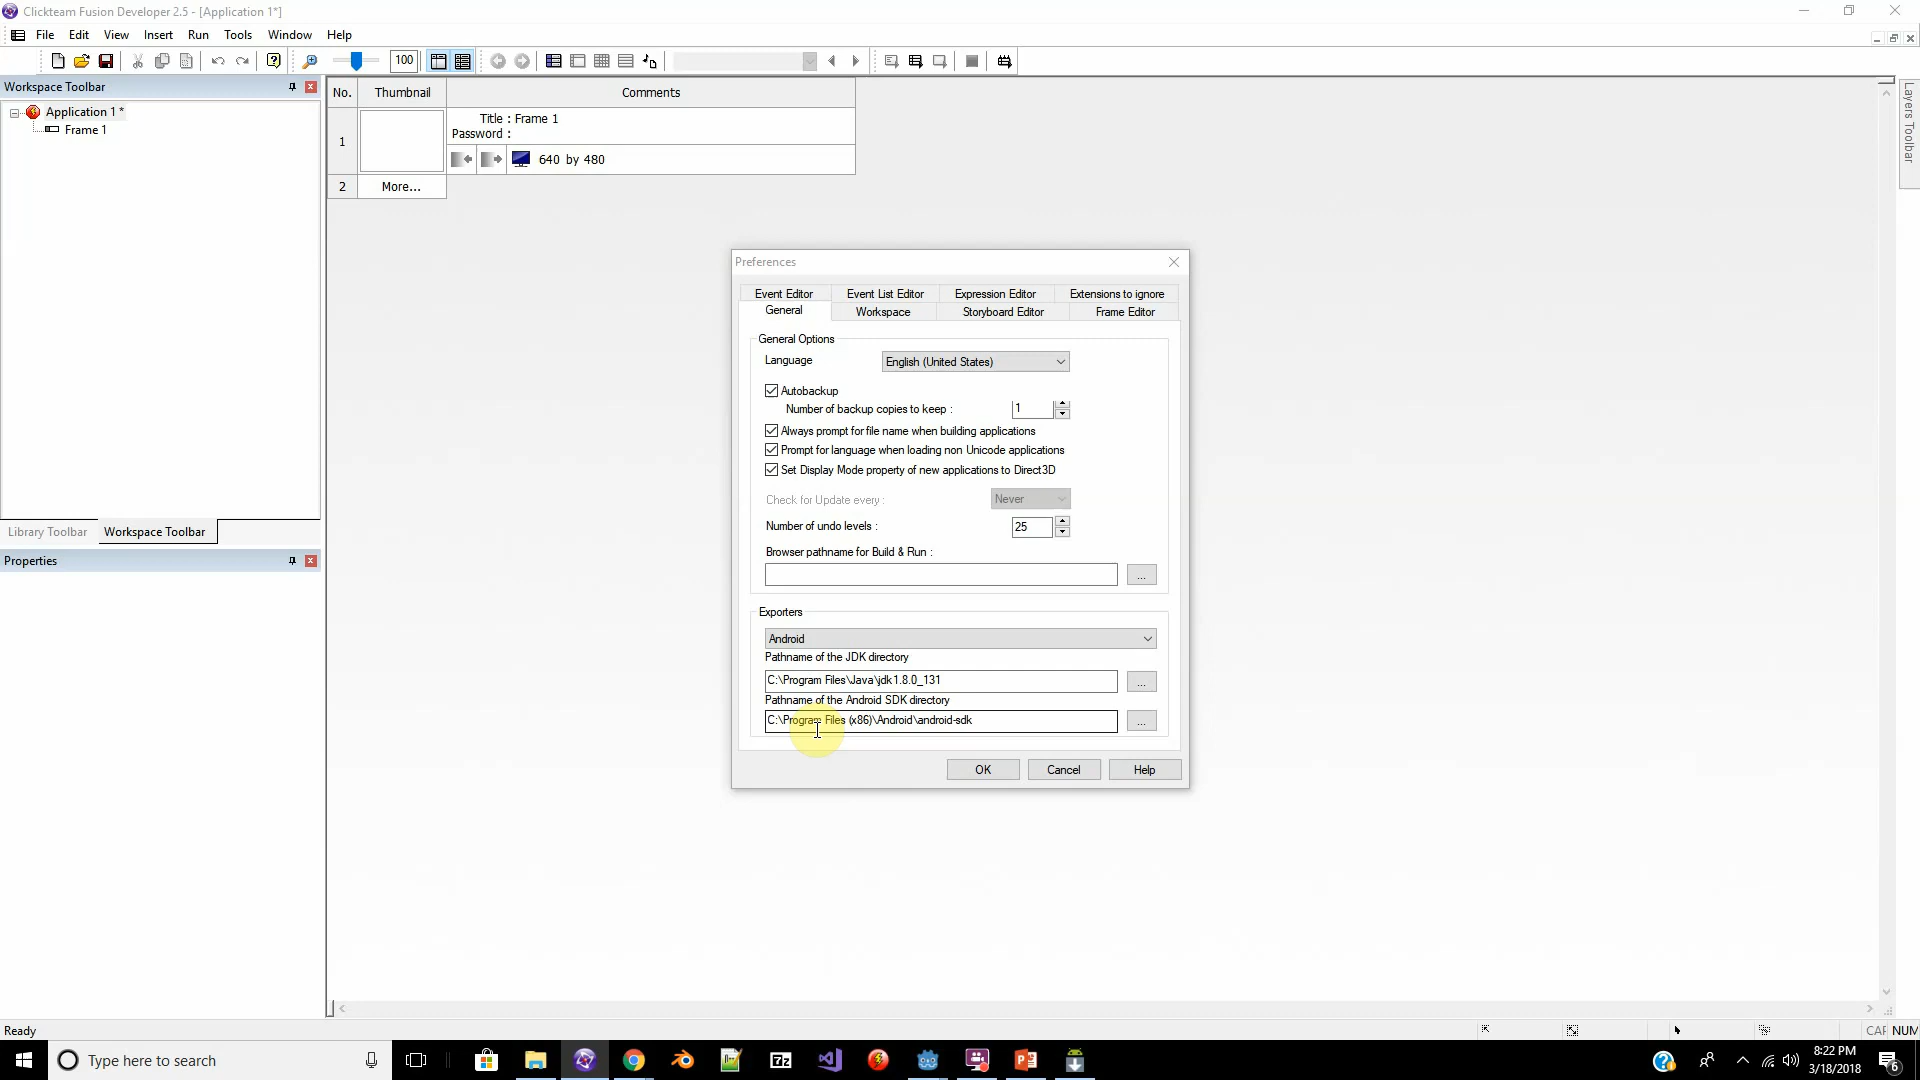 Clickteam Fusion Developer 2.5 - [Application 1*]
File Edit View Insert Run Tools Window Help
100
Workspace Toolbar
Application 1 *
Frame 1
Library Toolbar Workspace Toolbar
Properties
No. Thumbnail Comments
1
Title : Frame 1
Password :
640 by 480
2 More...
Layers Toolbar
Preferences
Event Editor Event List Editor Expression Editor Extensions to ignore
General Workspace Storyboard Editor Frame Editor
General Options
Language English (United States)
Autobackup
Number of backup copies to keep : 1
Always prompt for file name when building applications
Prompt for language when loading non Unicode applications
Set Display Mode property of new applications to Direct3D
Check for Update every : Never
Number of undo levels : 25
Browser pathname for Build & Run :
...
Exporters
Android
Pathname of the JDK directory
C:\Program Files\Java\jdk1.8.0_131 ...
Pathname of the Android SDK directory
C:\Program Files (x86)\Android\android-sdk ...
OK Cancel Help
Ready
CAP NUM
Type here to search
7z
8:22 PM
3/18/2018
6